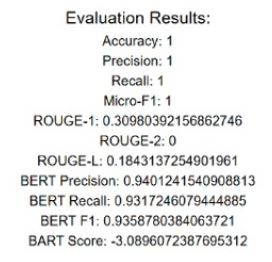 Evaluation Results:
Accuracy: 1
Precision: 1
Recall: 1
Micro-F1: 1
ROUGE-1: 0.30980392156862746
ROUGE-2: 0
ROUGE-L: 0.1843137254901961
BERT Precision: 0.9401241540908813
BERT Recall: 0.9317246079444885
BERT F1: 0.9358780384063721
BART Score: -3.0896072387695312